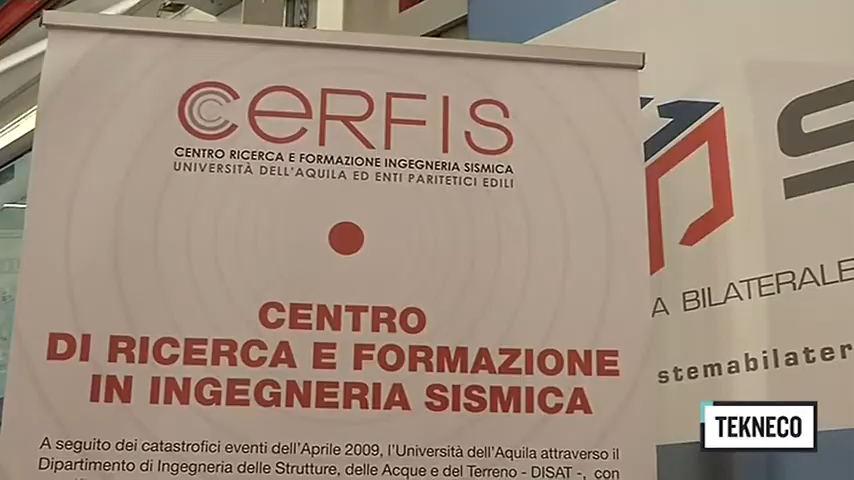 CERFIS
CENTRO RICERCA E FORMAZIONE INGEGNERIA SISMICA
UNIVERSITÀ DELL'AQUILA ED ENTI PARITETICI EDILI
CENTRO
DI RICERCA E FORMAZIONE
IN INGEGNERIA SISMICA
A seguito dei catastrofici eventi dell'Aprile 2009, l'Università dell'Aquila attraverso il
Dipartimento di Ingegneria delle Strutture, delle Acque e del Terreno - DISAT -, con
S
A BILATERALE
stemabilater
TEKNECO